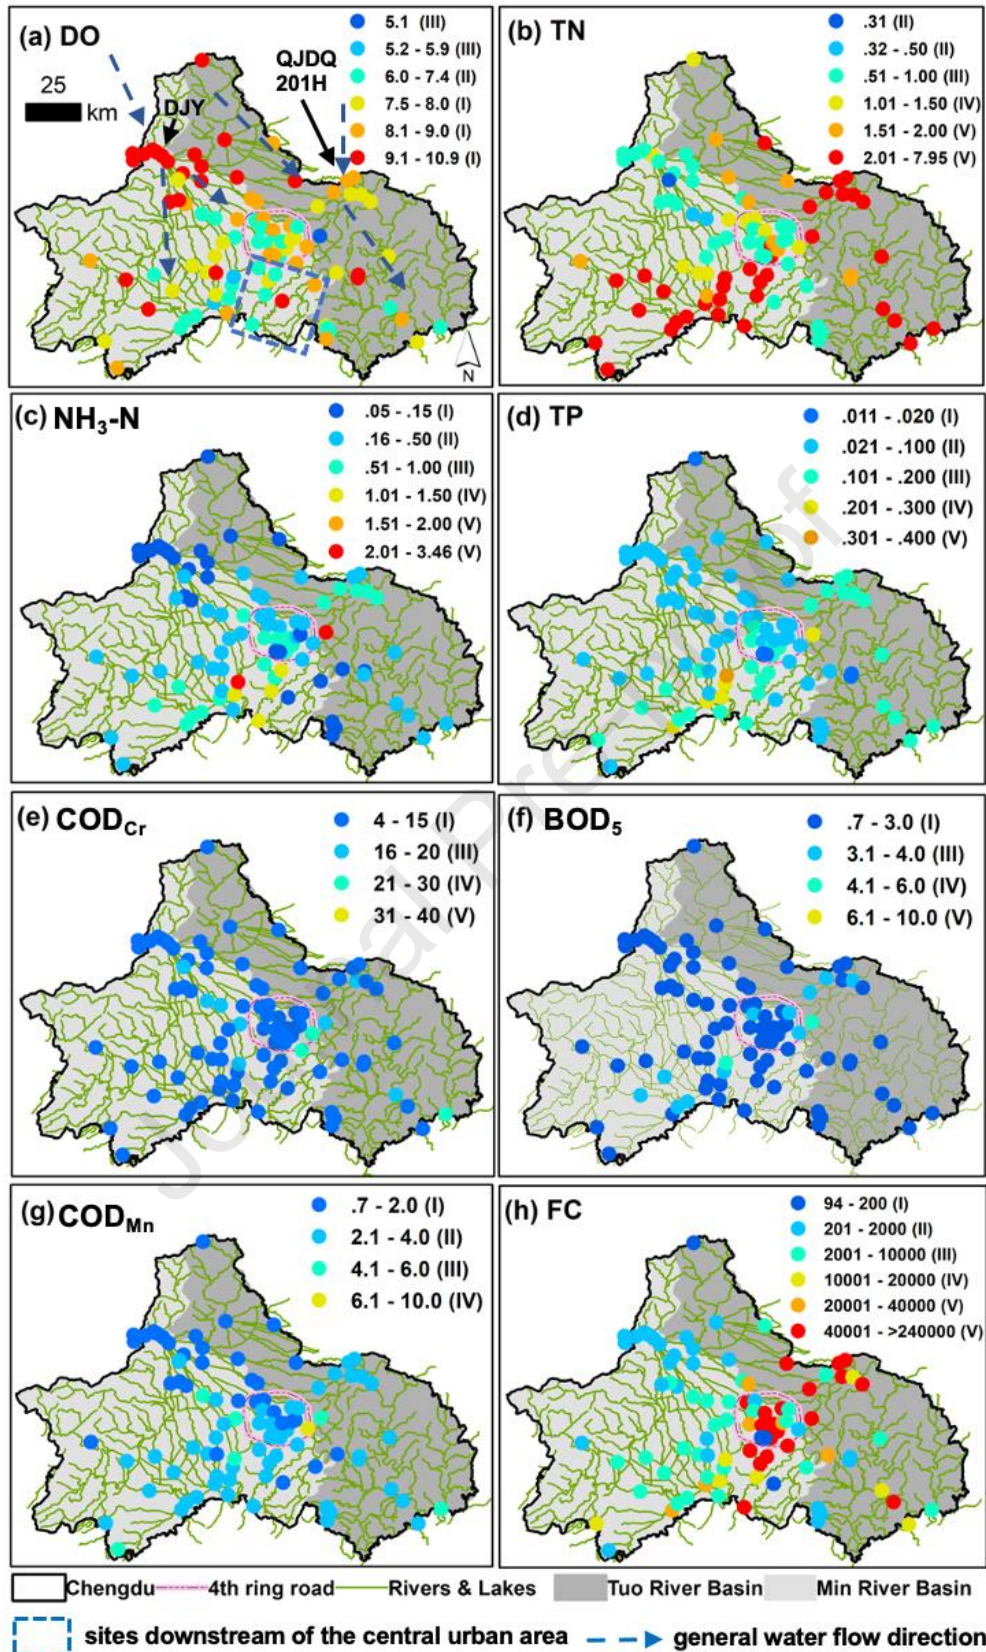 (a) DO
25
km
DJY
QJDQ
201H
5.1 (III)
5.2 - 5.9 (III)
6.0 - 7.4 (II)
7.5 - 8.0 (I)
8.1 - 9.0 (I)
9.1 - 10.9 (I)
N
(b) TN
.31 (II)
.32 - .50 (II)
.51 - 1.00 (III)
1.01 - 1.50 (IV)
1.51 - 2.00 (V)
2.01 - 7.95 (V)
(c) NH3-N
.05 - .15 (I)
.16 - .50 (II)
.51 - 1.00 (III)
1.01 - 1.50 (IV)
1.51 - 2.00 (V)
2.01 - 3.46 (V)
(d) TP
.011 - .020 (I)
.021 - .100 (II)
.101 - .200 (III)
.201 - .300 (IV)
.301 - .400 (V)
(e) CODCr
4 - 15 (I)
16 - 20 (III)
21 - 30 (IV)
31 - 40 (V)
(f) BOD5
.7 - 3.0 (I)
3.1 - 4.0 (III)
4.1 - 6.0 (IV)
6.1 - 10.0 (V)
(g) CODMn
.7 - 2.0 (I)
2.1 - 4.0 (II)
4.1 - 6.0 (III)
6.1 - 10.0 (IV)
(h) FC
94 - 200 (I)
201 - 2000 (II)
2001 - 10000 (III)
10001 - 20000 (IV)
20001 - 40000 (V)
40001 - >240000 (V)
Journal Pre-proof
Chengdu 4th ring road Rivers & Lakes Tuo River Basin Min River Basin
sites downstream of the central urban area general water flow direction